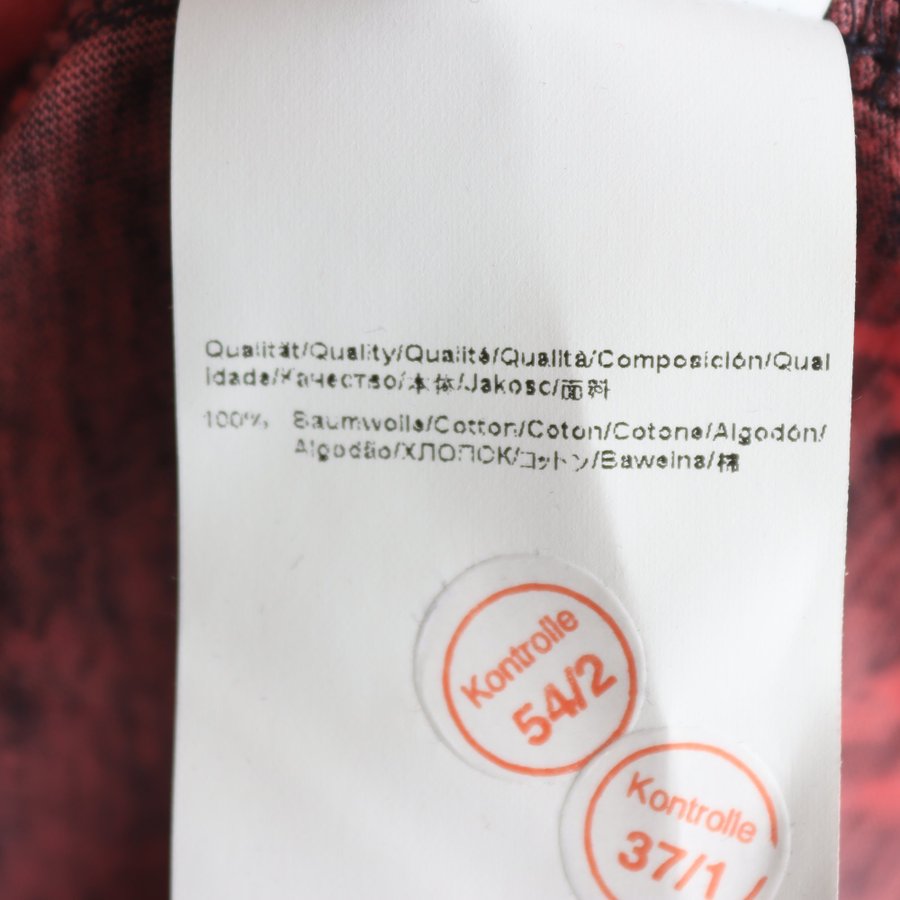 Qualität/Quality/Qualité/Qualità/Composición/Qual
idade/Качество/本体/Jakosc/面料
100% Baumwolle/Cotton/Coton/Cotone/Algodón/
Algodão/ХЛОПОК/コットン/Bawelna/棉
Kontrolle
54/2
Kontrolle
37/1